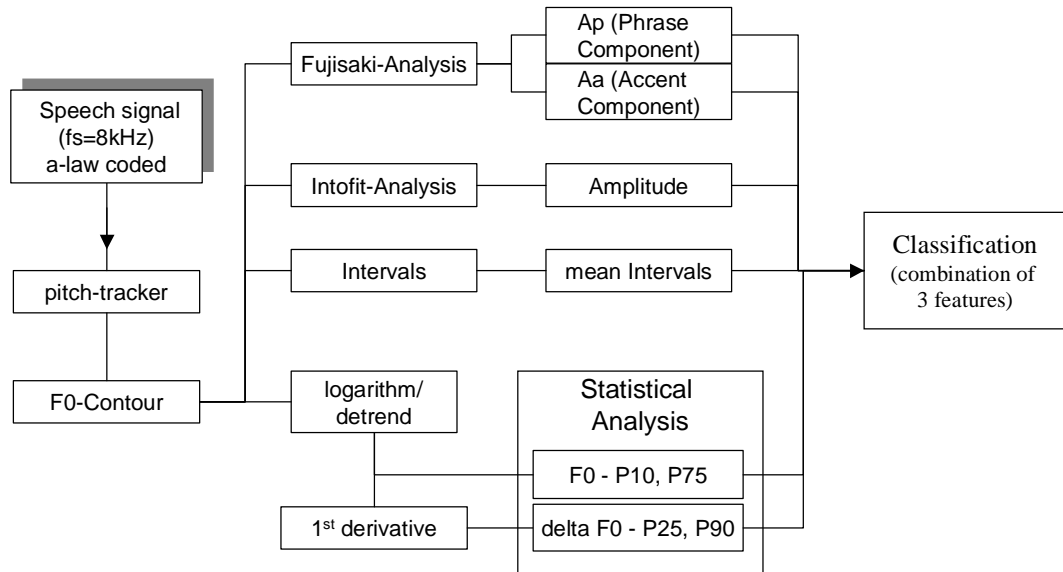 Speech signal
(fs=8kHz)
a-law coded
pitch-tracker
F0-Contour
Fujisaki-Analysis
Ap (Phrase
Component)
Aa (Accent
Component)
Intofit-Analysis
Amplitude
Intervals
mean Intervals
logarithm/
detrend
1st derivative
Statistical
Analysis
F0 - P10, P75
delta F0 - P25, P90
Classification
(combination of
3 features)